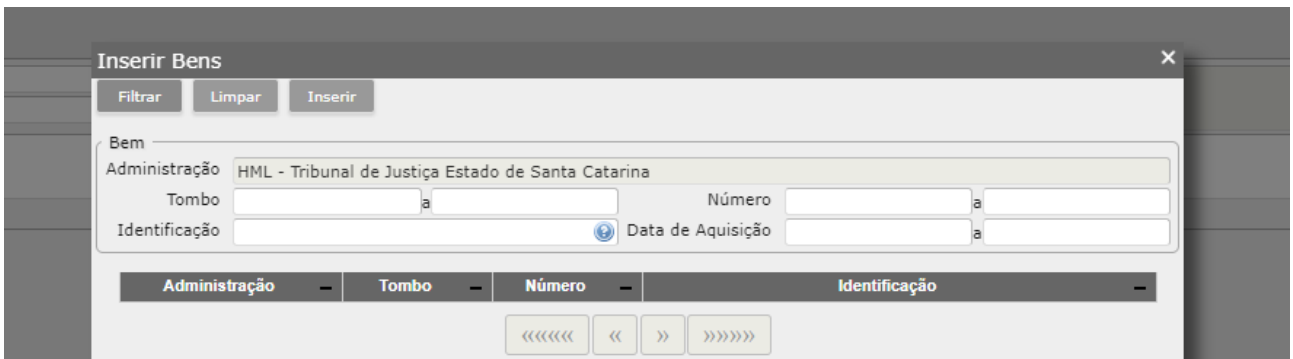 Inserir Bens ×
Filtrar Limpar Inserir
Bem
Administração HML - Tribunal de Justiça Estado de Santa Catarina
Tombo a Número a
Identificação Data de Aquisição a
Administração Tombo Número Identificação
««««« « » »»»»»